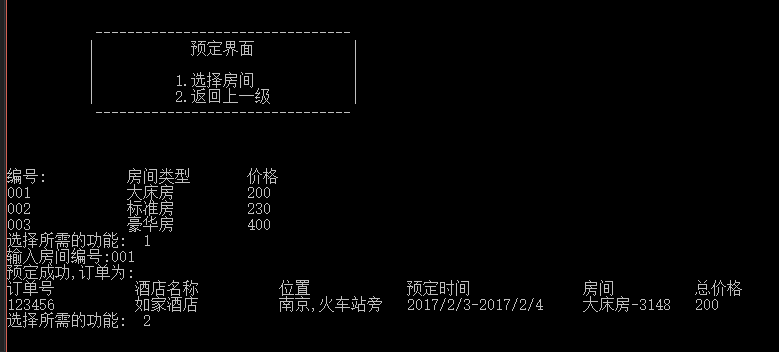 预定界面
1.选择房间
2.返回上一级
编号: 房间类型 价格
001 大床房 200
002 标准房 230
003 豪华房 400
选择所需的功能: 1
输入房间编号:001
预定成功,订单为:
订单号 酒店名称 位置 预定时间 房间 总价格
123456 如家酒店 南京,火车站旁 2017/2/3-2017/2/4 大床房-3148 200
选择所需的功能: 2